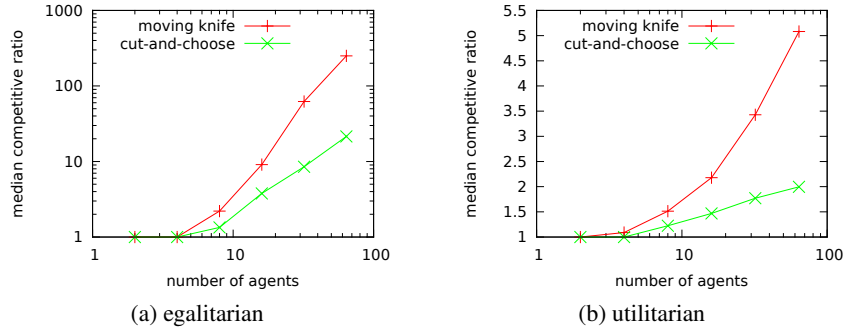 median competitive ratio
1000
100
10
1
moving knife
cut-and-choose
1
10
100
number of agents
(a) egalitarian
median competitive ratio
5.5
5
4.5
4
3.5
3
2.5
2
1.5
1
moving knife
cut-and-choose
1
10
100
number of agents
(b) utilitarian